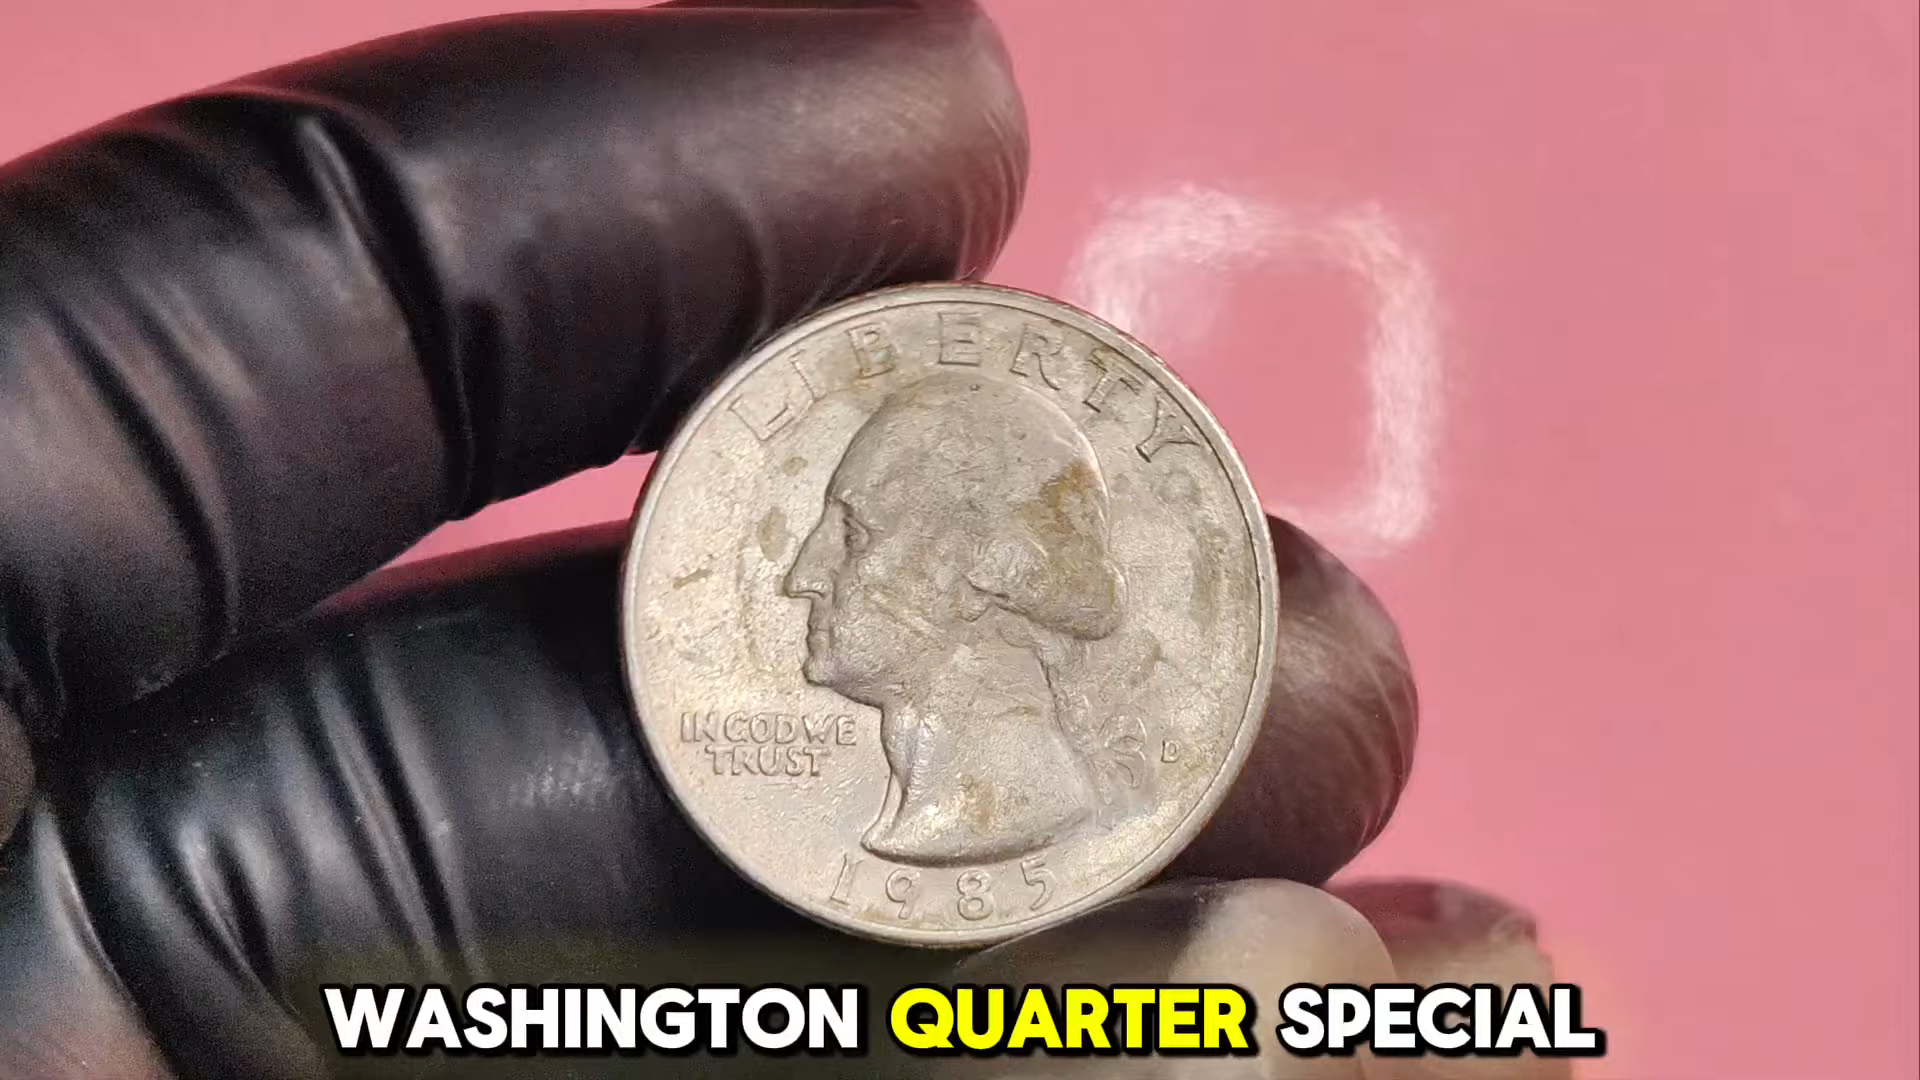 LIBERTY
IN GOD WE
TRUST
D
1985
WASHINGTON QUARTER SPECIAL